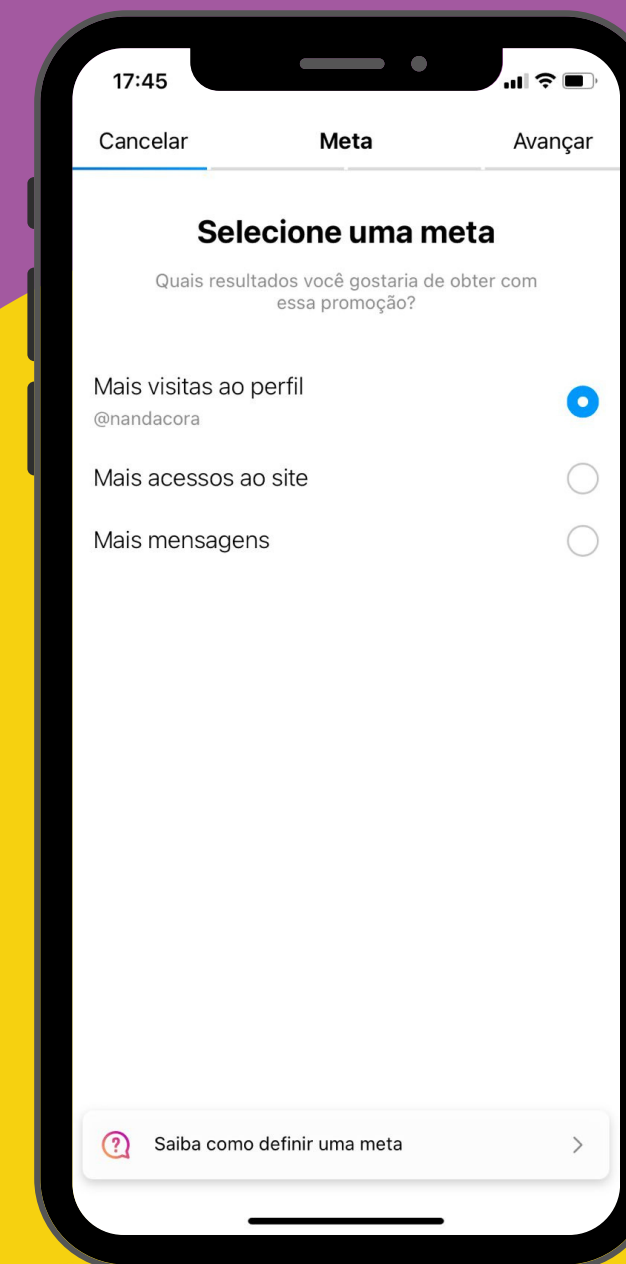 17:45
Cancelar Meta Avançar
Selecione uma meta
Quais resultados você gostaria de obter com
essa promoção?
Mais visitas ao perfil
@nandacora
Mais acessos ao site
Mais mensagens
Saiba como definir uma meta